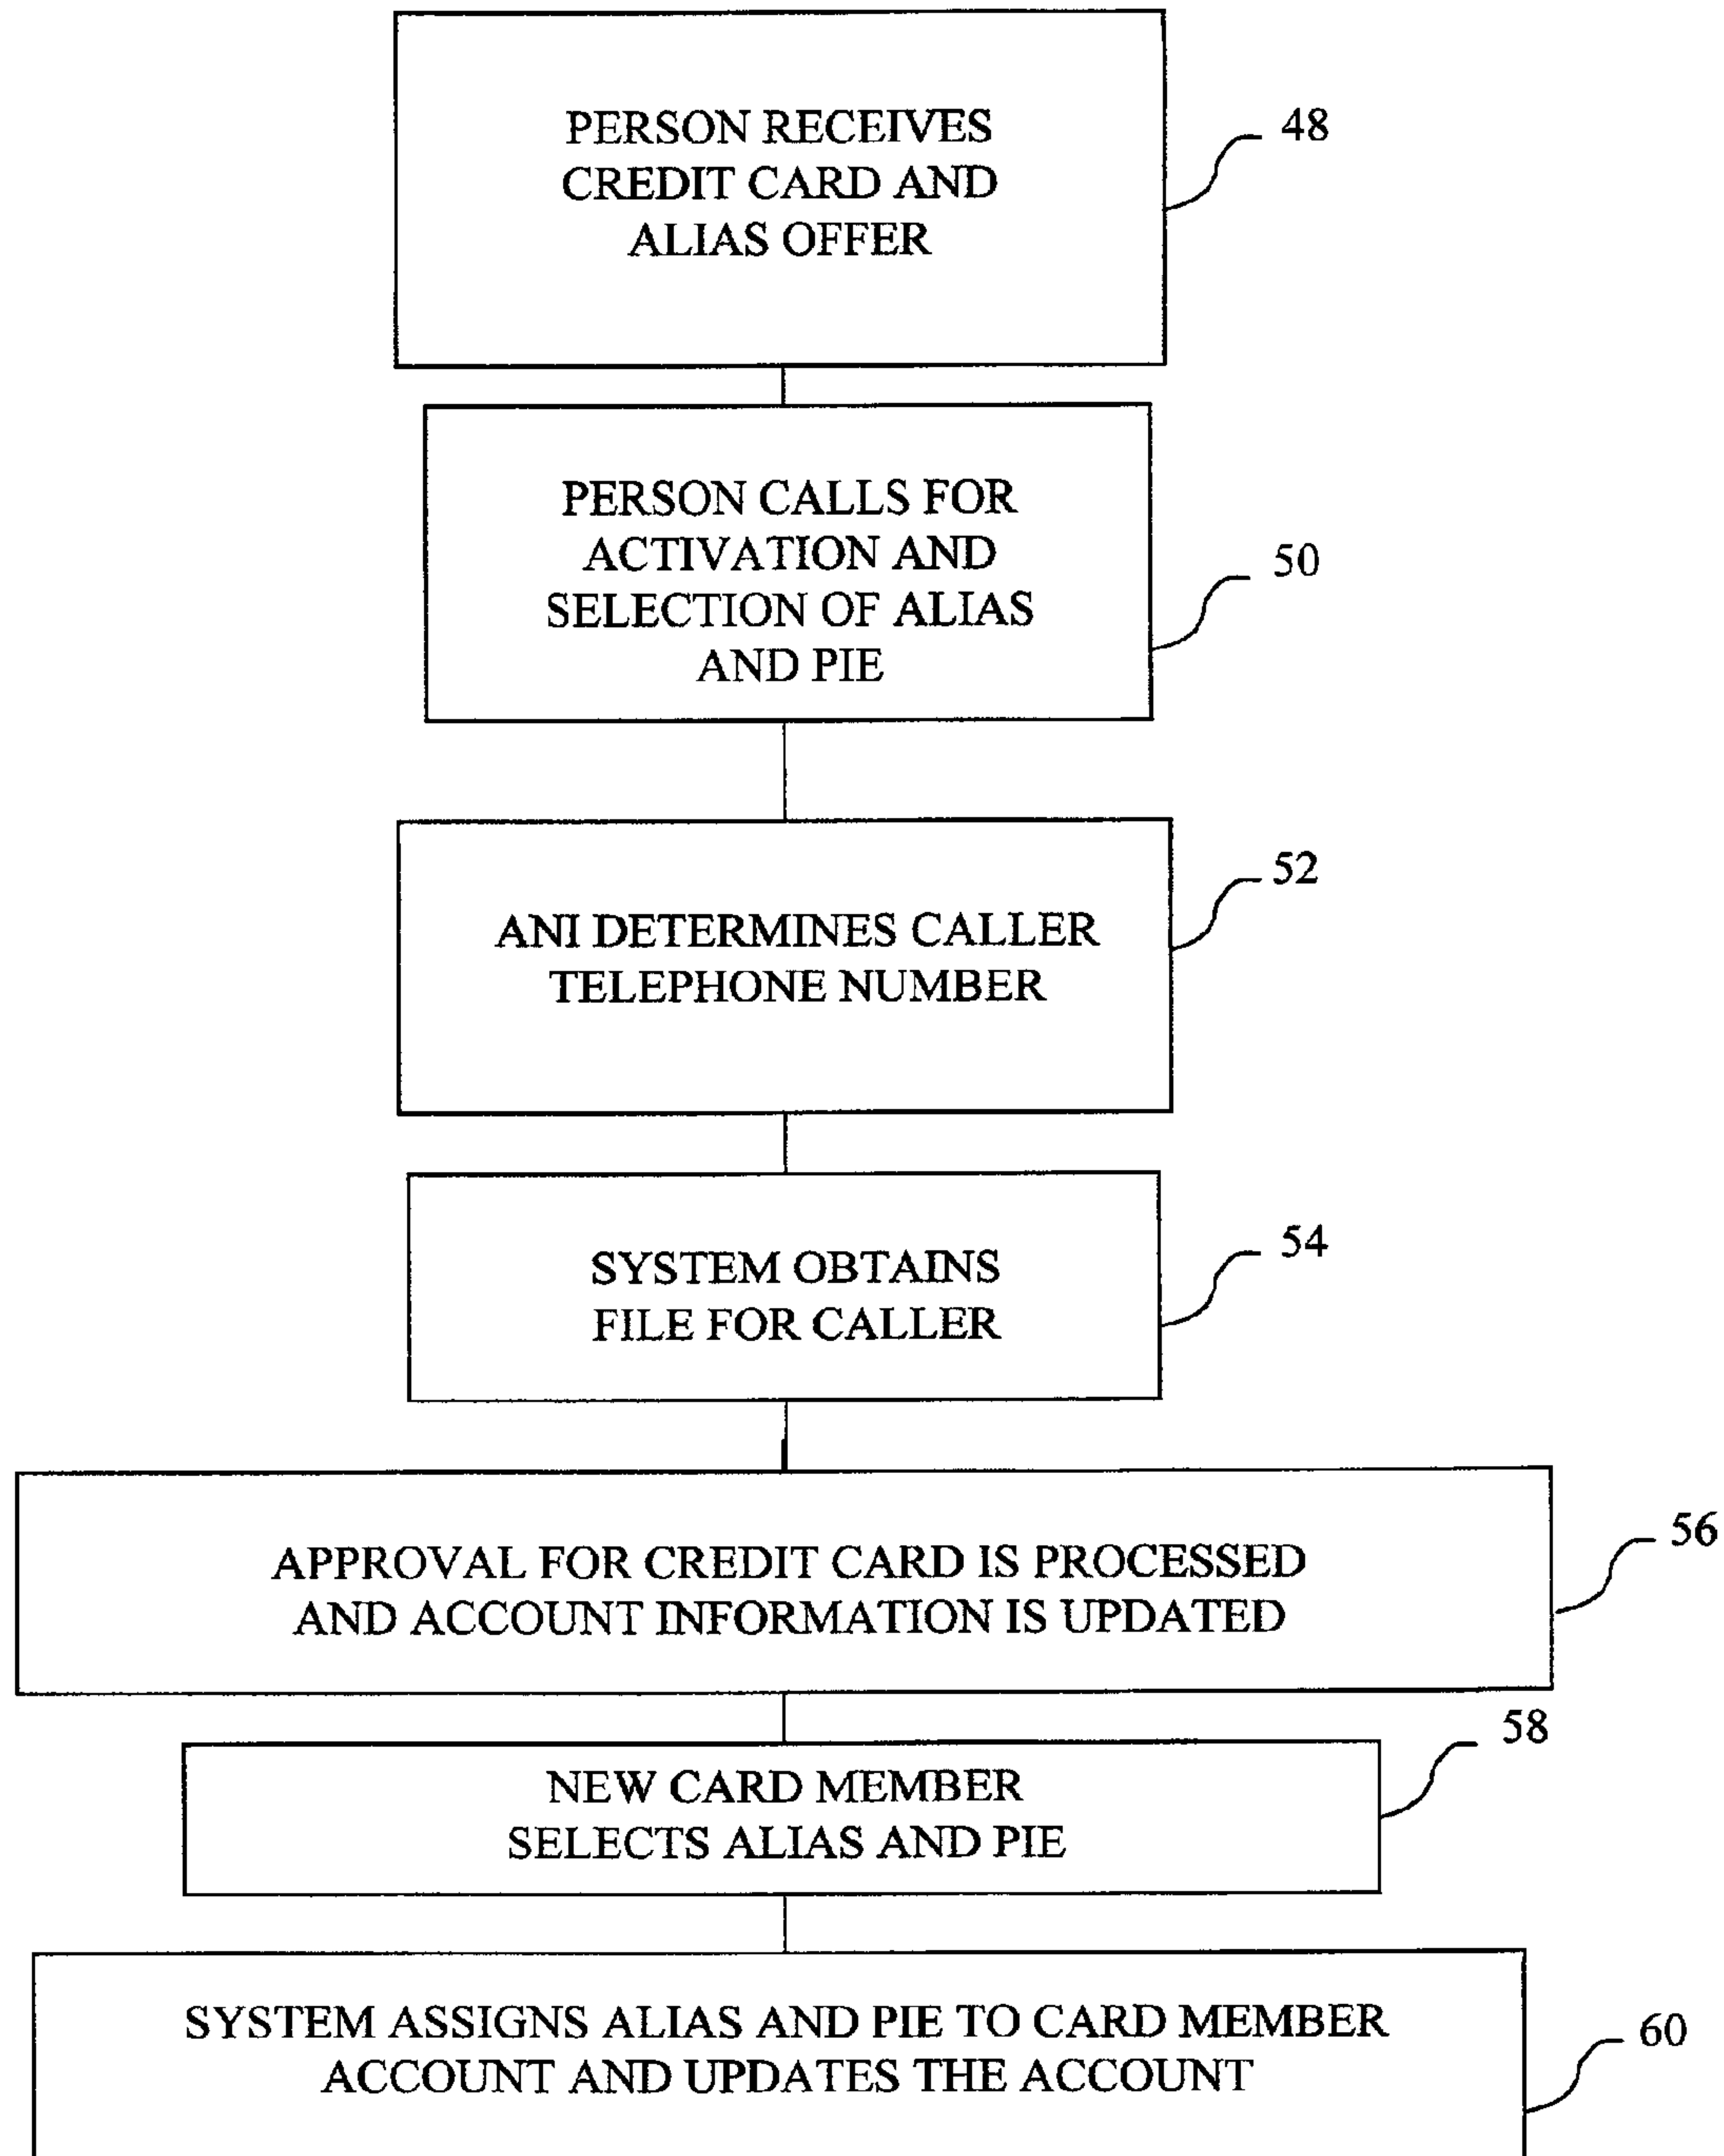 PERSON RECEIVES
CREDIT CARD AND
ALIAS OFFER
48
PERSON CALLS FOR
ACTIVATION AND
SELECTION OF ALIAS
AND PIE
50
ANI DETERMINES CALLER
TELEPHONE NUMBER
52
SYSTEM OBTAINS
FILE FOR CALLER
54
APPROVAL FOR CREDIT CARD IS PROCESSED
AND ACCOUNT INFORMATION IS UPDATED
56
NEW CARD MEMBER
SELECTS ALIAS AND PIE
58
SYSTEM ASSIGNS ALIAS AND PIE TO CARD MEMBER
ACCOUNT AND UPDATES THE ACCOUNT
60